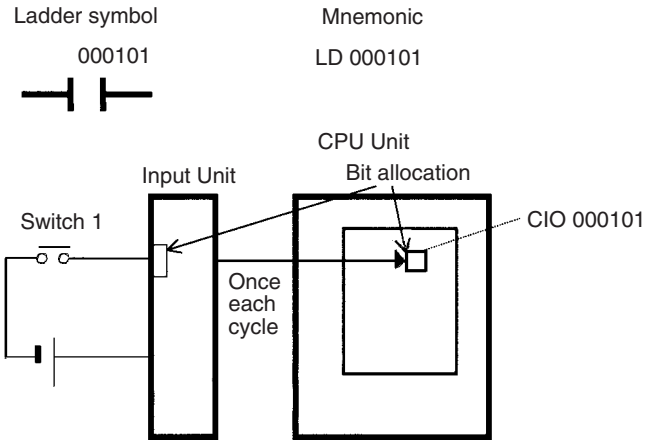 Ladder symbol
Mnemonic
000101
LD 000101
CPU Unit
Input Unit
Bit allocation
Switch 1
CIO 000101
Once
each
cycle